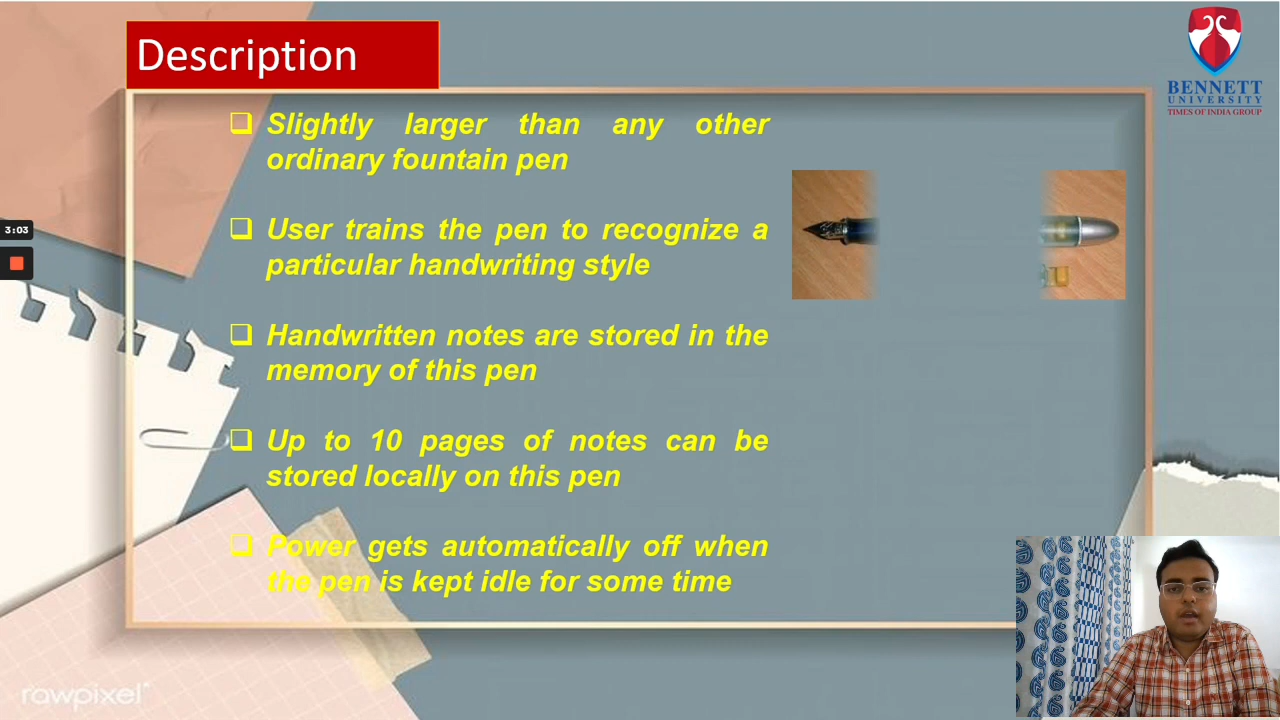 Description
BENNETT
UNIVERSITY
TIMES OF INDIA GROUP
Slightly larger than any other
ordinary fountain pen
User trains the pen to recognize a
particular handwriting style
3:03
Handwritten notes are stored in the
memory of this pen
Up to 10 pages of notes can be
stored locally on this pen
Power gets automatically off when
the pen is kept idle for some time
rawpixel